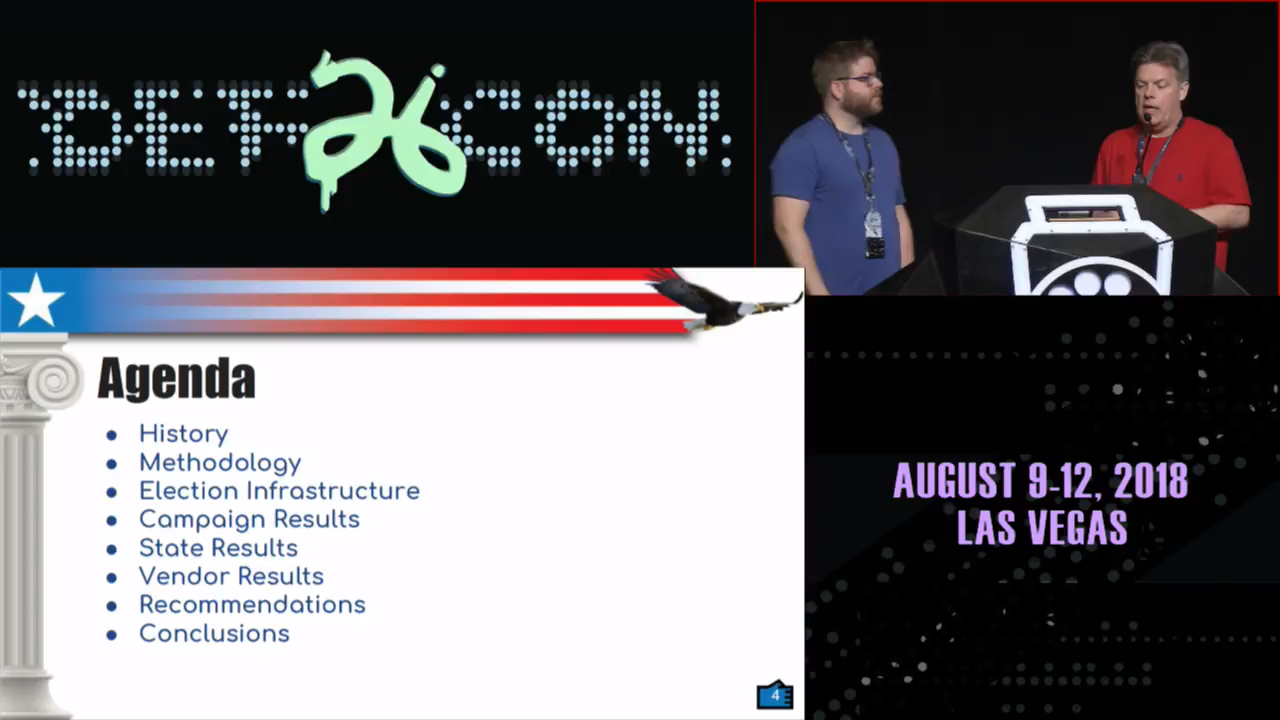 DEF CON
26
Agenda
History
Methodology
Election Infrastructure
Campaign Results
State Results
Vendor Results
Recommendations
Conclusions
4
AUGUST 9-12, 2018
LAS VEGAS